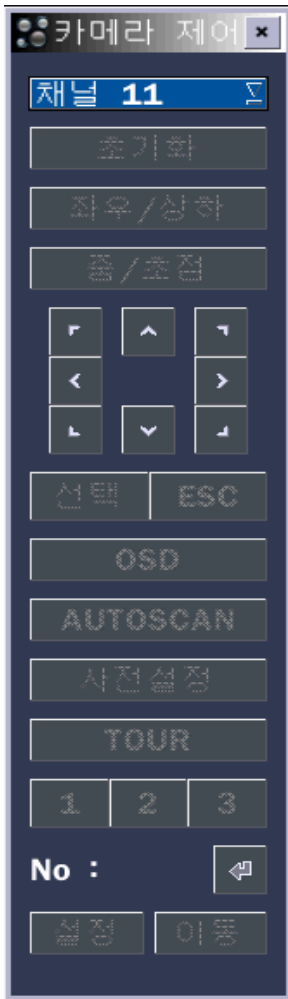 카메라 제어
채널 11
초기화
좌우/상하
줌/초점
선택 ESC
OSD
AUTOSCAN
사전설정
TOUR
1 2 3
No :
설정 이동